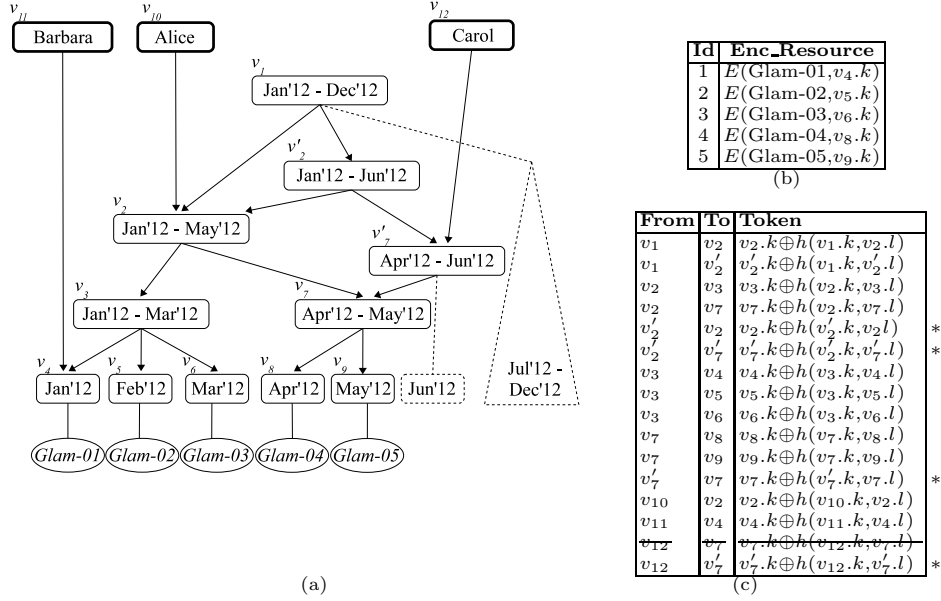 v11
v10
v12
Barbara
Alice
Carol
v1
Jan'12 - Dec'12
v'2
Jan'12 - Jun'12
v2
Jan'12 - May'12
v'7
Apr'12 - Jun'12
v3
v7
Jan'12 - Mar'12
Apr'12 - May'12
v4
v5
v6
v8
v9
Jan'12
Feb'12
Mar'12
Apr'12
May'12
Jun'12
Jul'12 -
Dec'12
Glam-01
Glam-02
Glam-03
Glam-04
Glam-05
(a)
Id Enc_Resource
1 E(Glam-01,v4.k)
2 E(Glam-02,v5.k)
3 E(Glam-03,v6.k)
4 E(Glam-04,v8.k)
5 E(Glam-05,v9.k)
(b)
From To Token
v1 v2 v2.k⊕h(v1.k,v2.l)
v1 v'2 v'2.k⊕h(v1.k,v'2.l)
v2 v3 v3.k⊕h(v2.k,v3.l)
v2 v7 v7.k⊕h(v2.k,v7.l)
v'2 v2 v2.k⊕h(v'2.k,v2l) *
v'2 v'7 v'7.k⊕h(v'2.k,v'7.l) *
v3 v4 v4.k⊕h(v3.k,v4.l)
v3 v5 v5.k⊕h(v3.k,v5.l)
v3 v6 v6.k⊕h(v3.k,v6.l)
v7 v8 v8.k⊕h(v7.k,v8.l)
v7 v9 v9.k⊕h(v7.k,v9.l)
v'7 v7 v7.k⊕h(v'7.k,v7.l) *
v10 v2 v2.k⊕h(v10.k,v2.l)
v11 v4 v4.k⊕h(v11.k,v4.l)
v12 v7 v7.k⊕h(v12.k,v7.l)
v12 v'7 v'7.k⊕h(v12.k,v'7.l) *
(c)